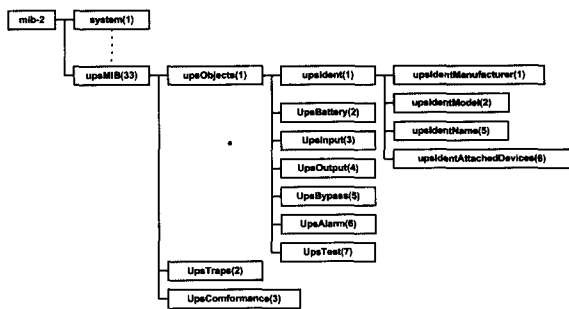 mib-2
system(1)
upsMIB(33)
upsObjects(1)
upsIdent(1)
upsIdentManufacturer(1)
upsIdentModel(2)
UpsBattery(2)
upsIdentName(5)
UpsInput(3)
upsIdentAttachedDevices(6)
UpsOutput(4)
UpsBypass(5)
UpsAlarm(6)
UpsTest(7)
UpsTraps(2)
UpsComformance(3)